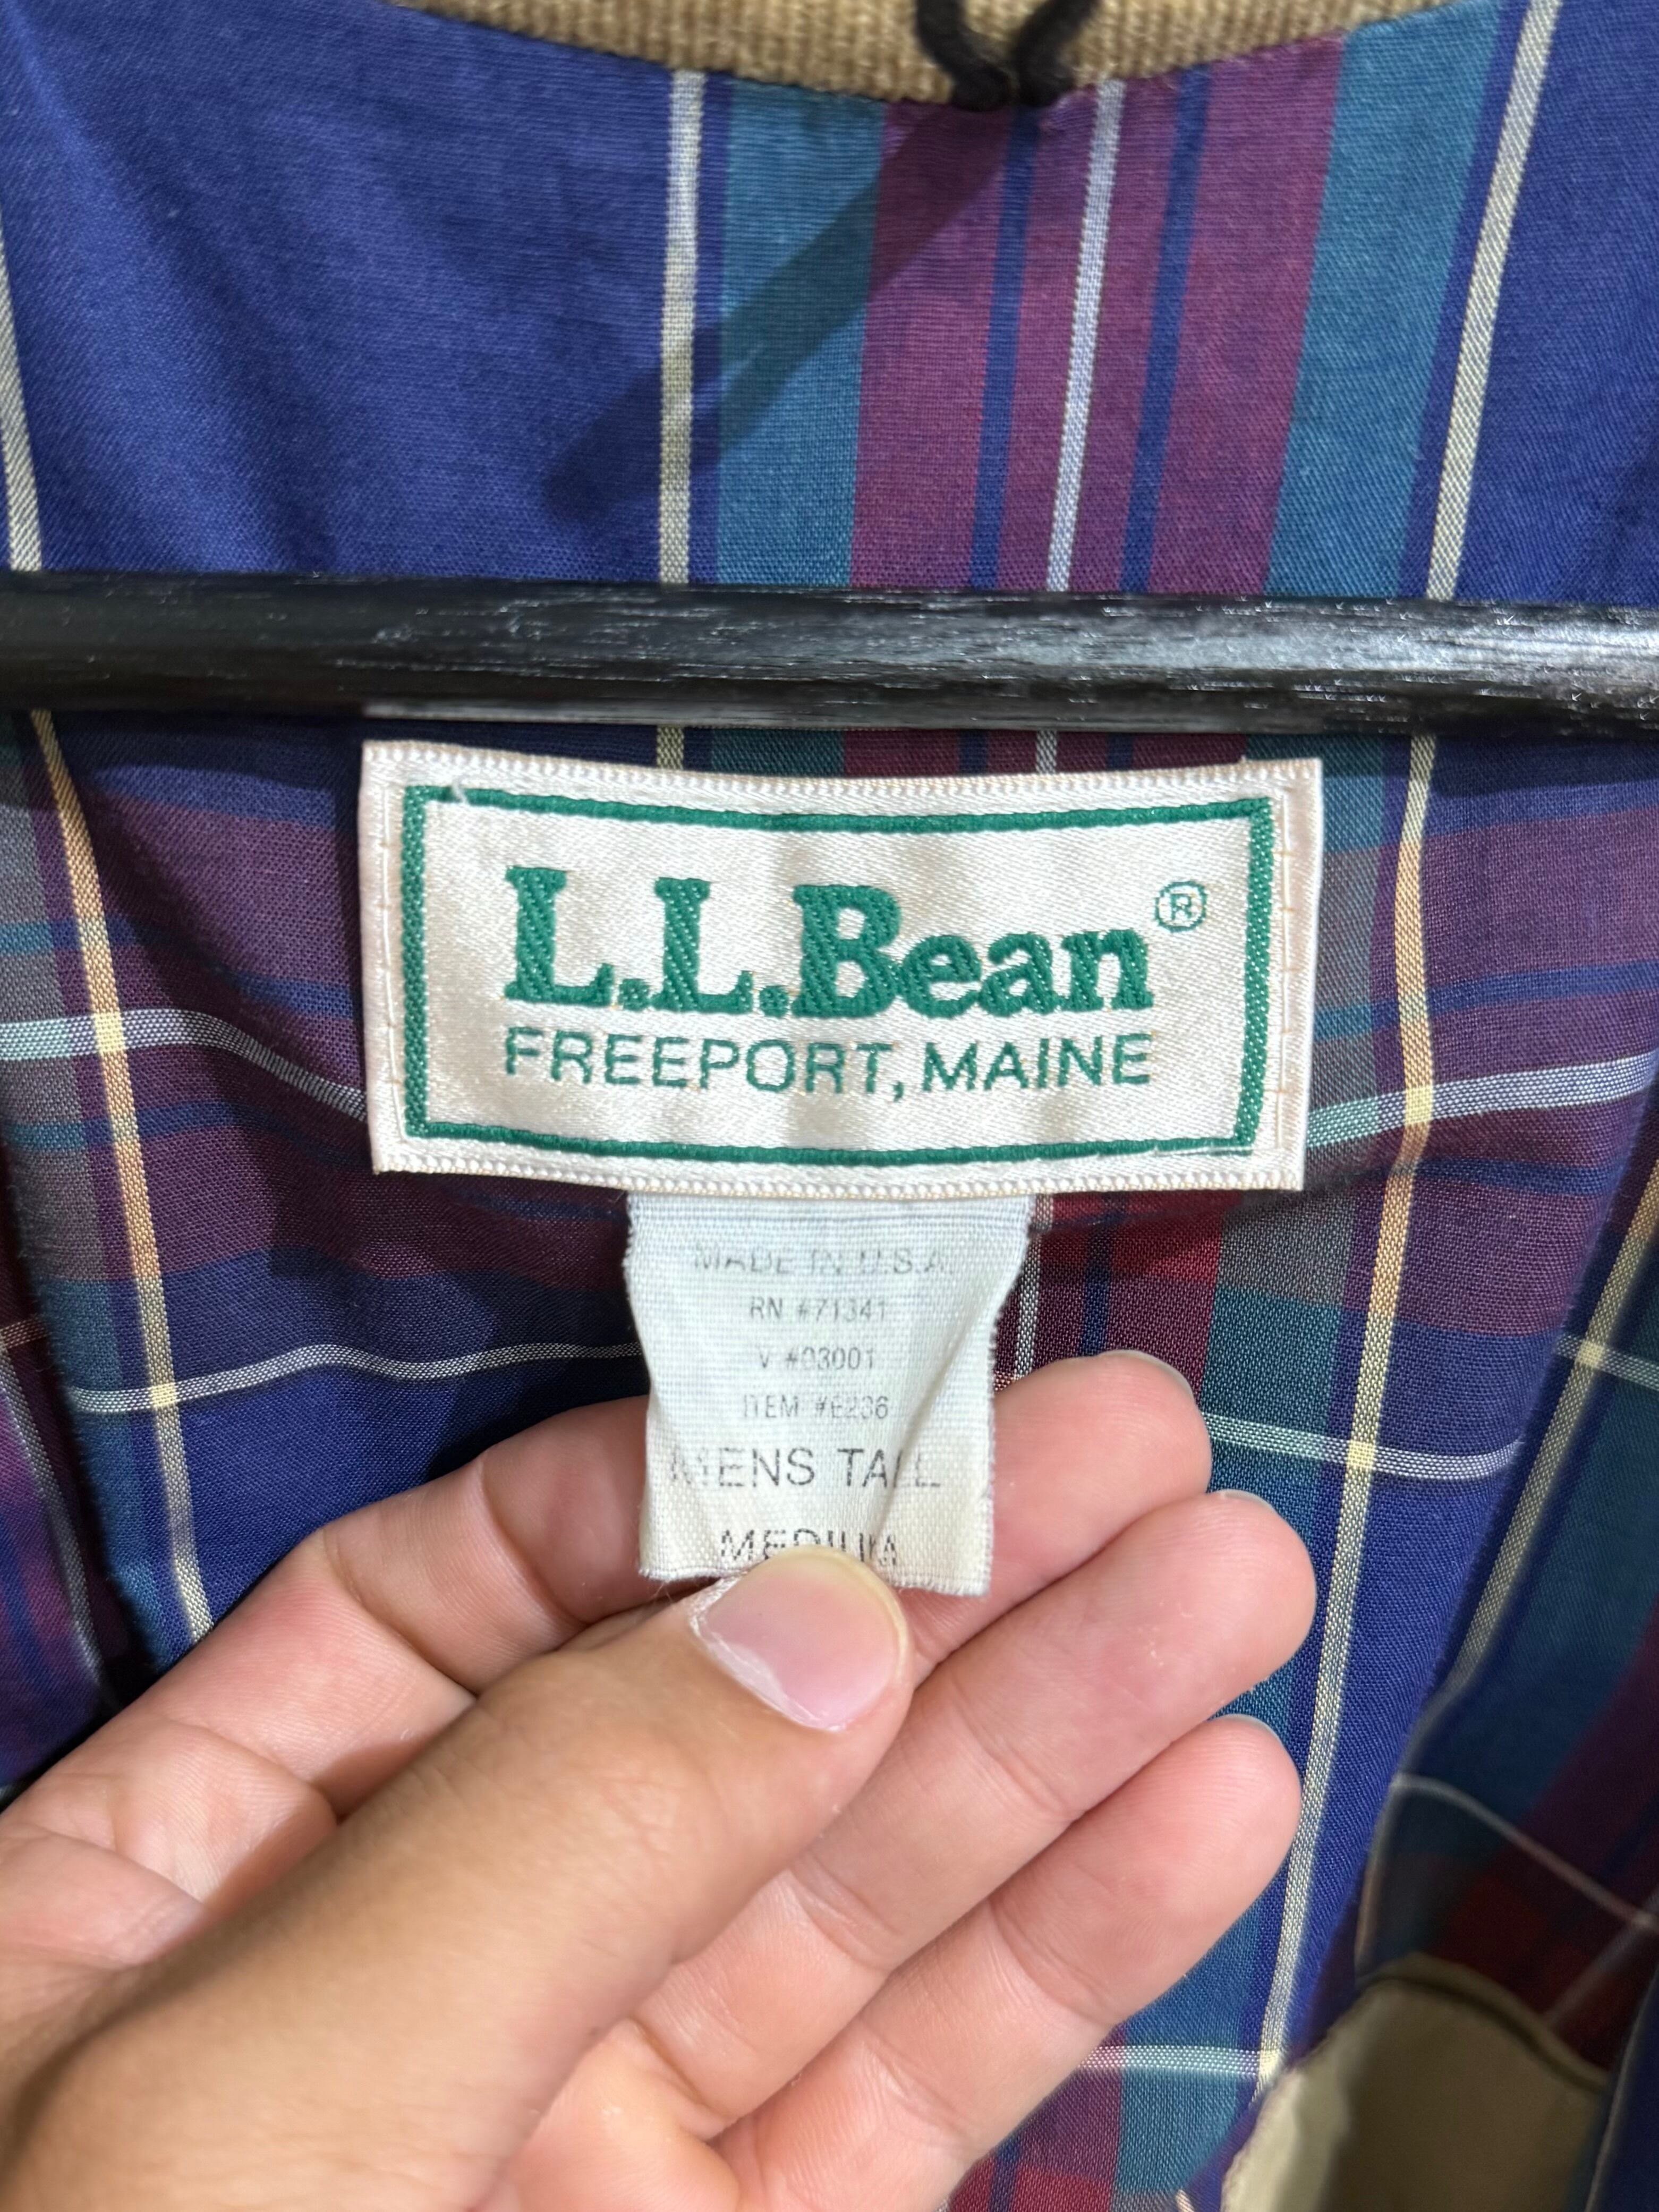 L.L.Bean®
FREEPORT, MAINE
MADE IN U.S.A.
RN #71341
V #03001
ITEM #E236
MENS TALL
MEDIUM